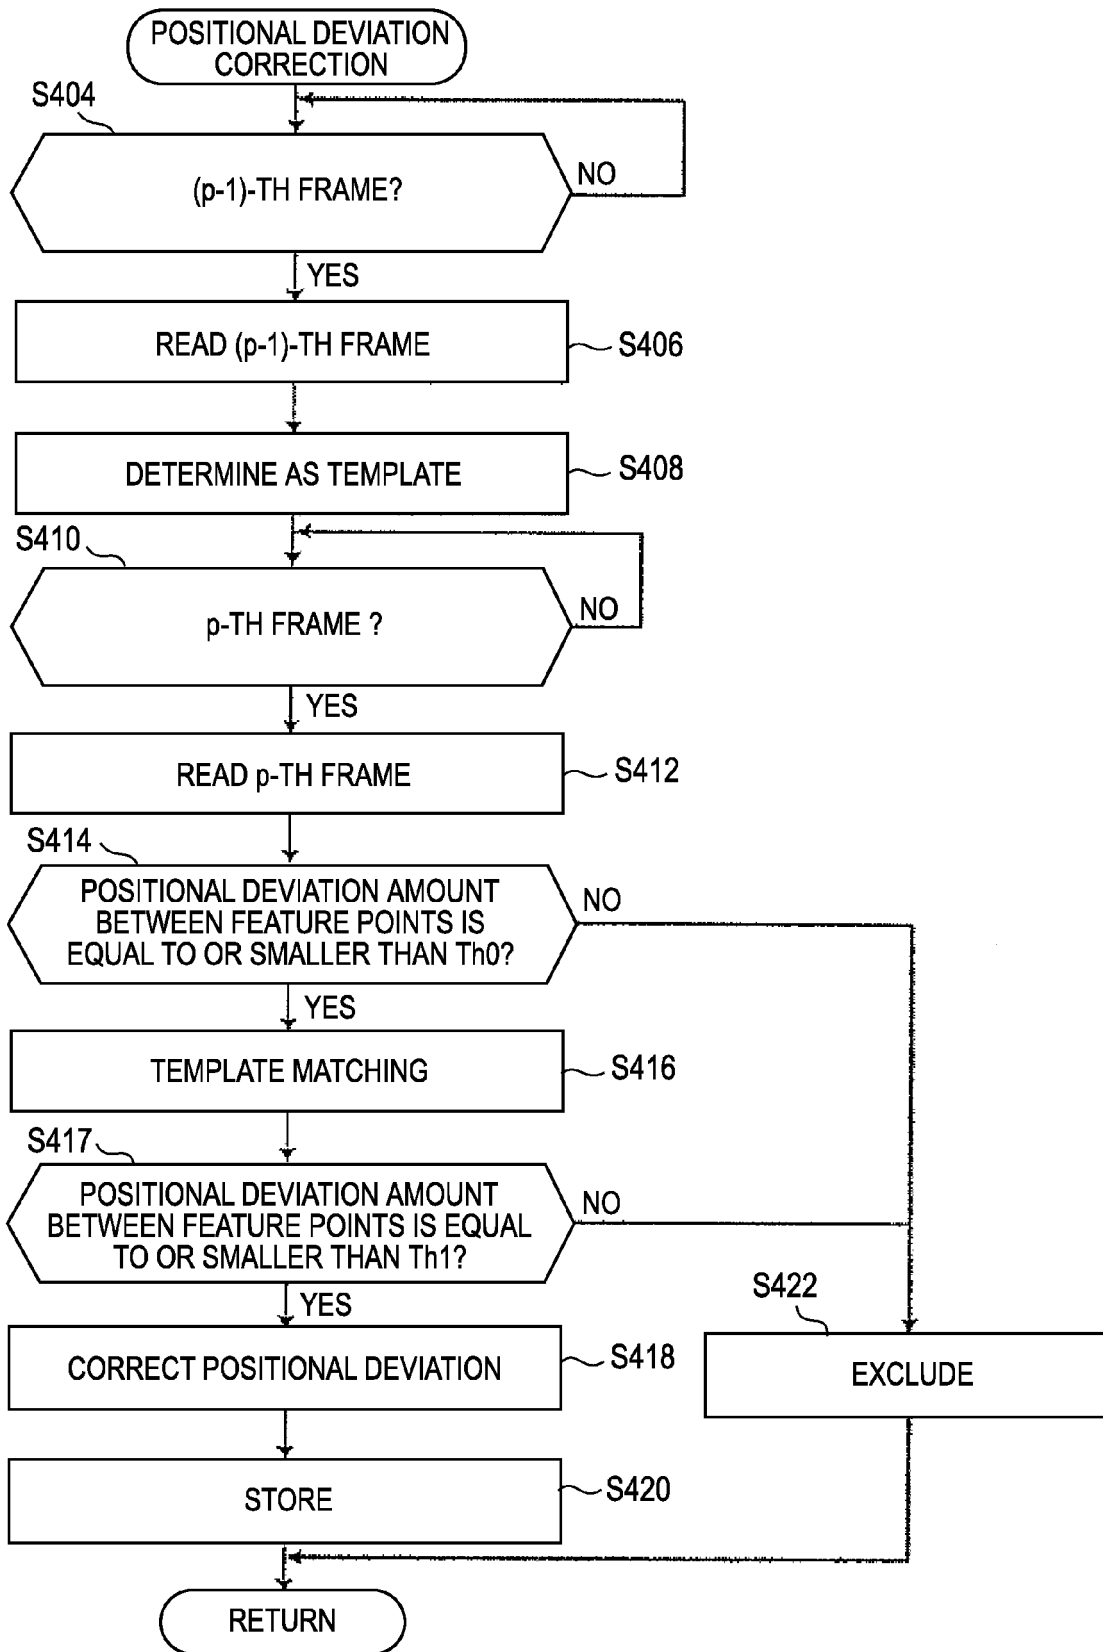 POSITIONAL DEVIATION
CORRECTION
S404
(p-1)-TH FRAME?
NO
YES
READ (p-1)-TH FRAME
S406
DETERMINE AS TEMPLATE
S408
S410
p-TH FRAME ?
NO
YES
READ p-TH FRAME
S412
S414
POSITIONAL DEVIATION AMOUNT
BETWEEN FEATURE POINTS IS
EQUAL TO OR SMALLER THAN Th0?
NO
YES
TEMPLATE MATCHING
S416
S417
POSITIONAL DEVIATION AMOUNT
BETWEEN FEATURE POINTS IS EQUAL
TO OR SMALLER THAN Th1?
NO
YES
S422
EXCLUDE
CORRECT POSITIONAL DEVIATION
S418
STORE
S420
RETURN